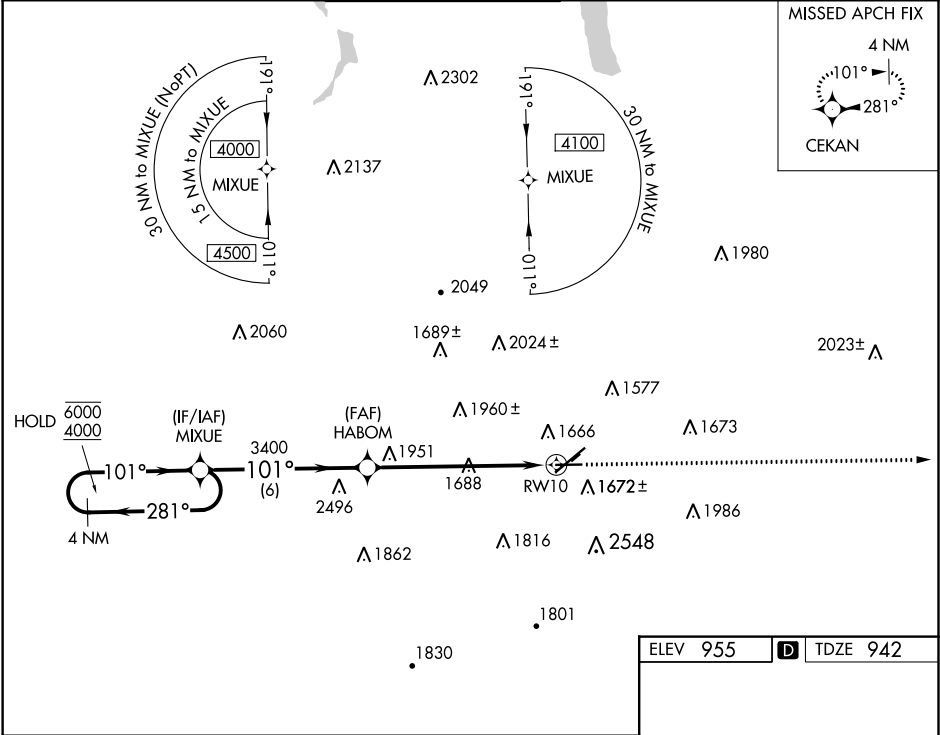 MISSED APCH FIX
4 NM
101°
281°
CEKAN
30 NM to MIXUE (NoPT)
15 NM to MIXUE
191°
4000
MIXUE
4500
011°
2302
2137
191°
4100
MIXUE
30 NM to MIXUE
011°
1980
2049
2060
1689±
2024±
2023±
1577
HOLD 6000
4000
(IF/IAF)
MIXUE
(FAF)
HABOM
1960±
1666
1673
3400
101°
101°
(6)
1951
1688
RW10
1672±
281°
4 NM
2496
1986
1862
1816
2548
1801
1830
ELEV 955
D
TDZE 942